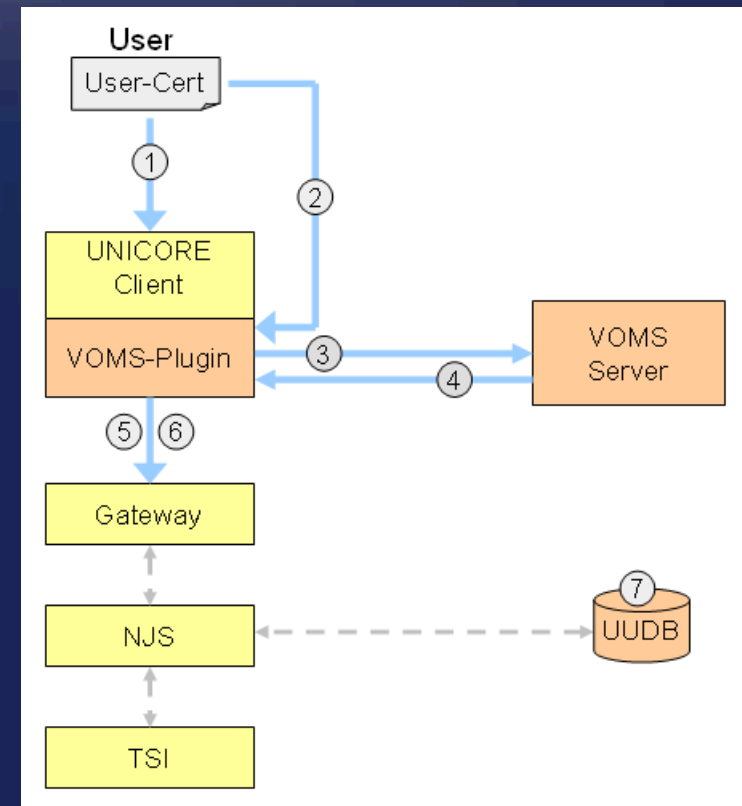 User
User-Cert
1
2
UNICORE
Client
VOMS-Plugin
3
4
VOMS
Server
5 6
Gateway
7
NJS
UUDB
TSI